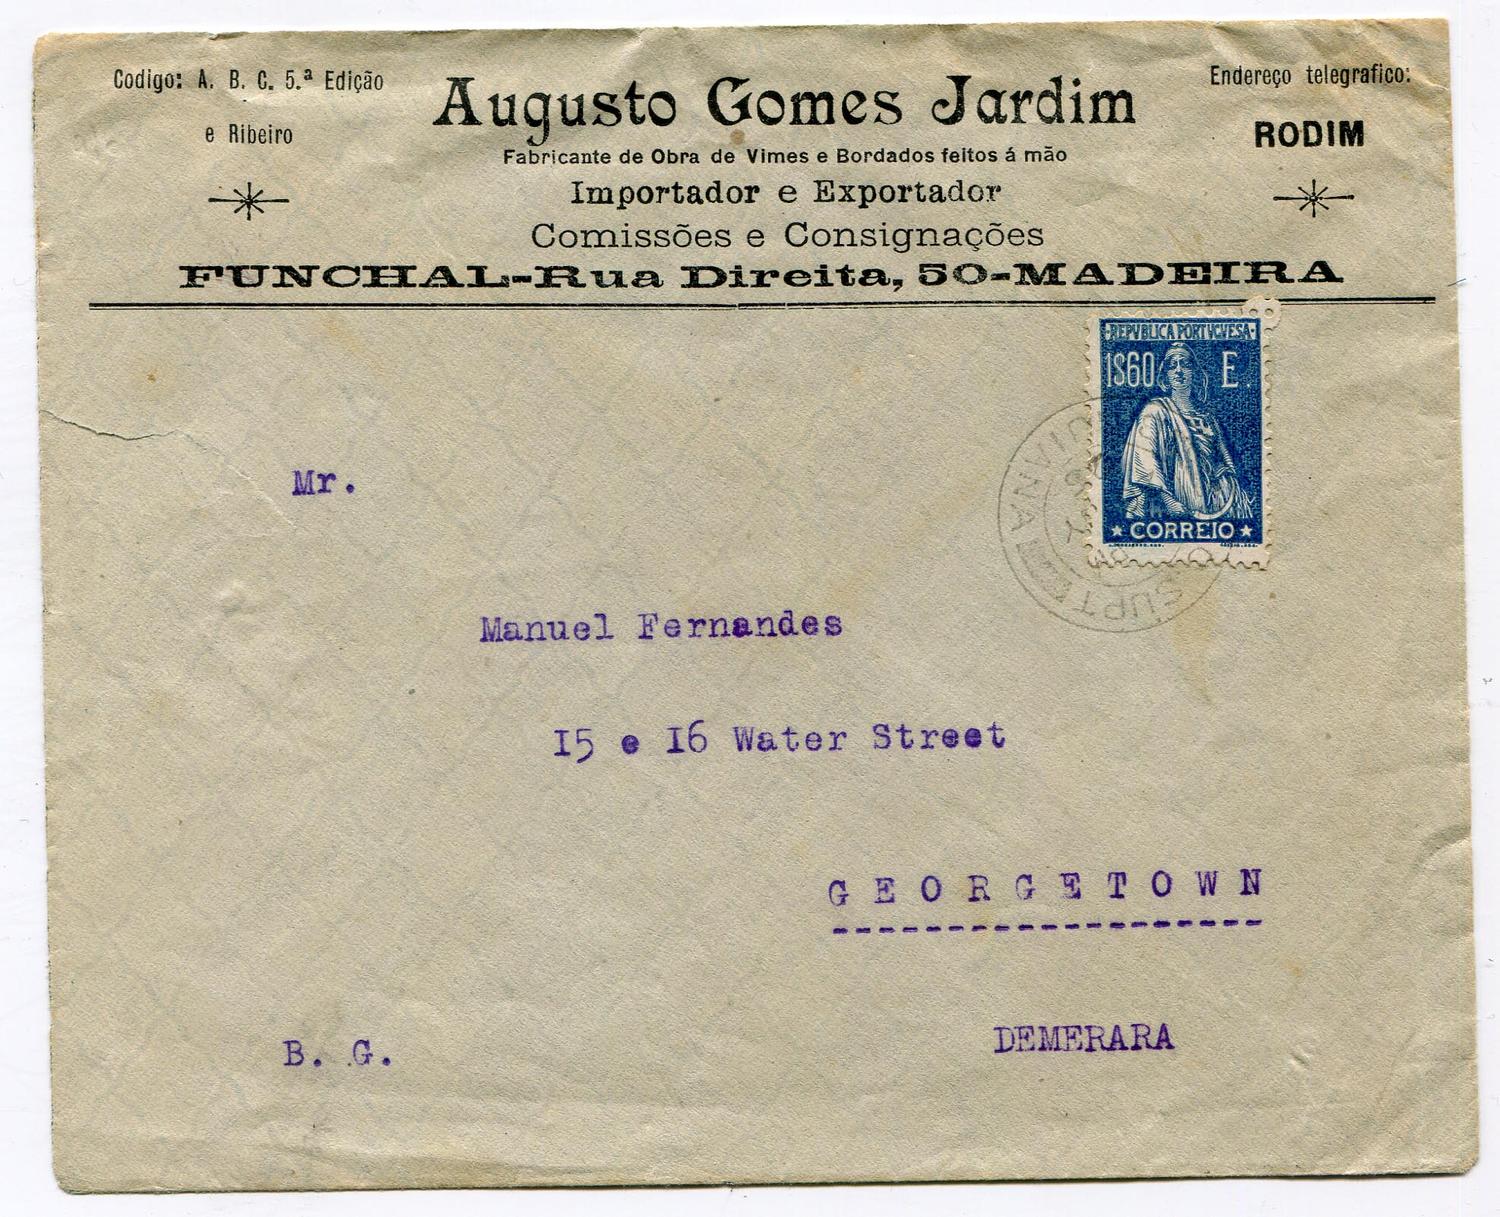 Codigo: A. B. C. 5.ª Edição
e Ribeiro
Augusto Gomes Jardim
Fabricante de Obra de Vimes e Bordados feitos á mão
Importador e Exportador
Comissões e Consignações
FUNCHAL-Rua Direita, 50-MADEIRA
Endereço telegrafico:
RODIM
REPVBLICA PORTVGVESA
1$60 E.
CORREIO
Mr.
Manuel Fernandes
15 e 16 Water Street
GEORGETOWN
DEMERARA
B. G.